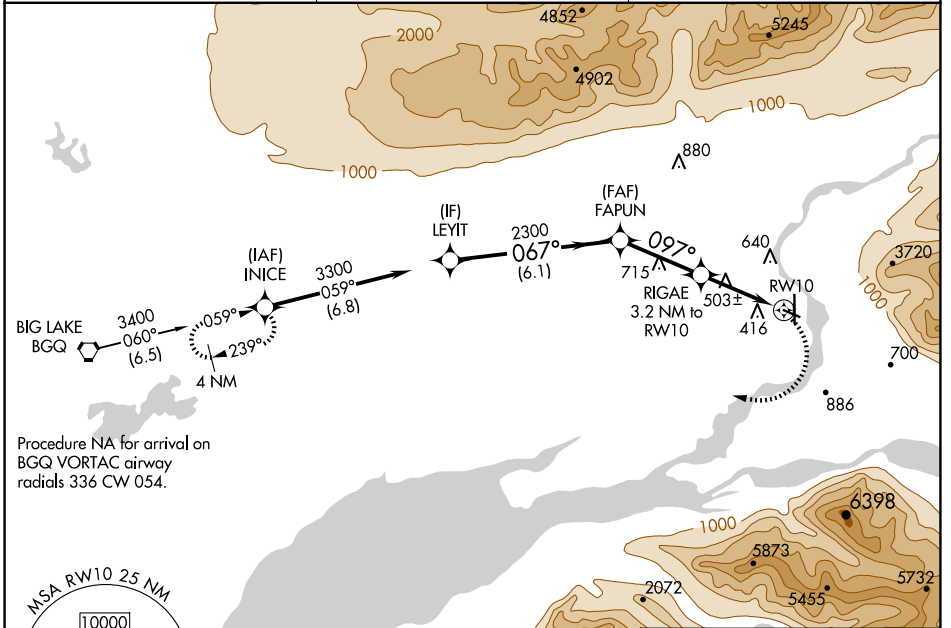 4852
5245
2000
4902
1000
1000
880
(FAF)
FAPUN
(IF)
LEYIT
2300
067°
(6.1)
097°
640
715
3720
(IAF)
INICE
3300
059°
(6.8)
RIGAE
3.2 NM to
RW10
503±
RW10
1000
416
BIG LAKE
BGQ
3400
060°
(6.5)
059°
239°
4 NM
700
886
Procedure NA for arrival on
BGQ VORTAC airway
radials 336 CW 054.
6398
1000
5873
5732
5455
2072
MSA RW10 25 NM
10000